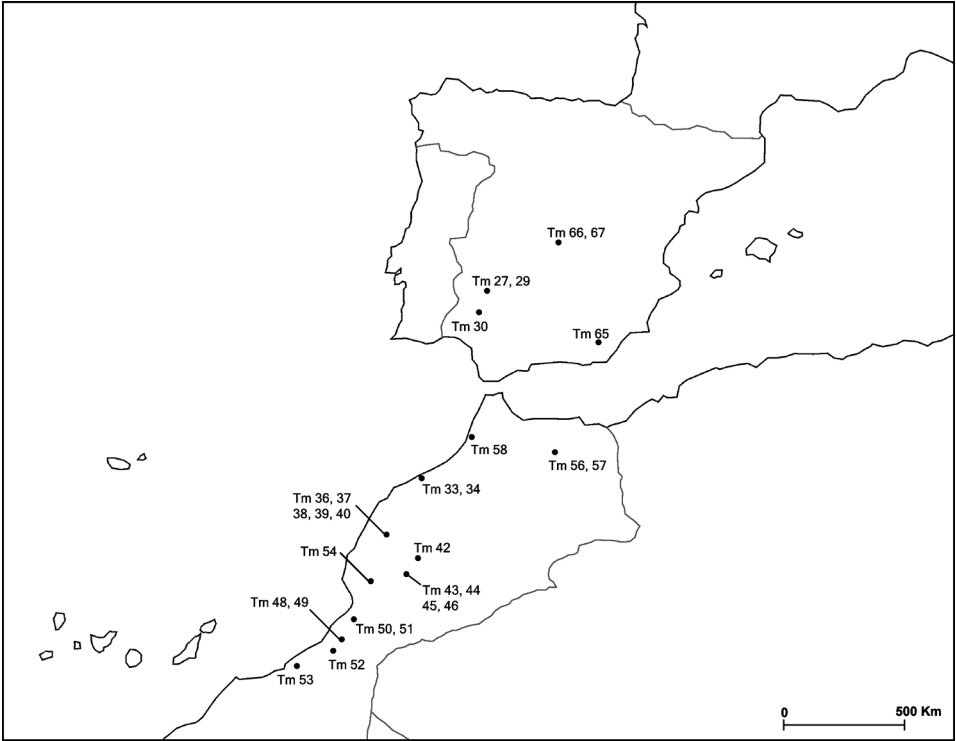 Tm 66, 67
Tm 27, 29
Tm 30
Tm 65
Tm 58
Tm 56, 57
Tm 33, 34
Tm 36, 37
38, 39, 40
Tm 42
Tm 54
Tm 43, 44
45, 46
Tm 48, 49
Tm 50, 51
Tm 52
Tm 53
0
500 Km